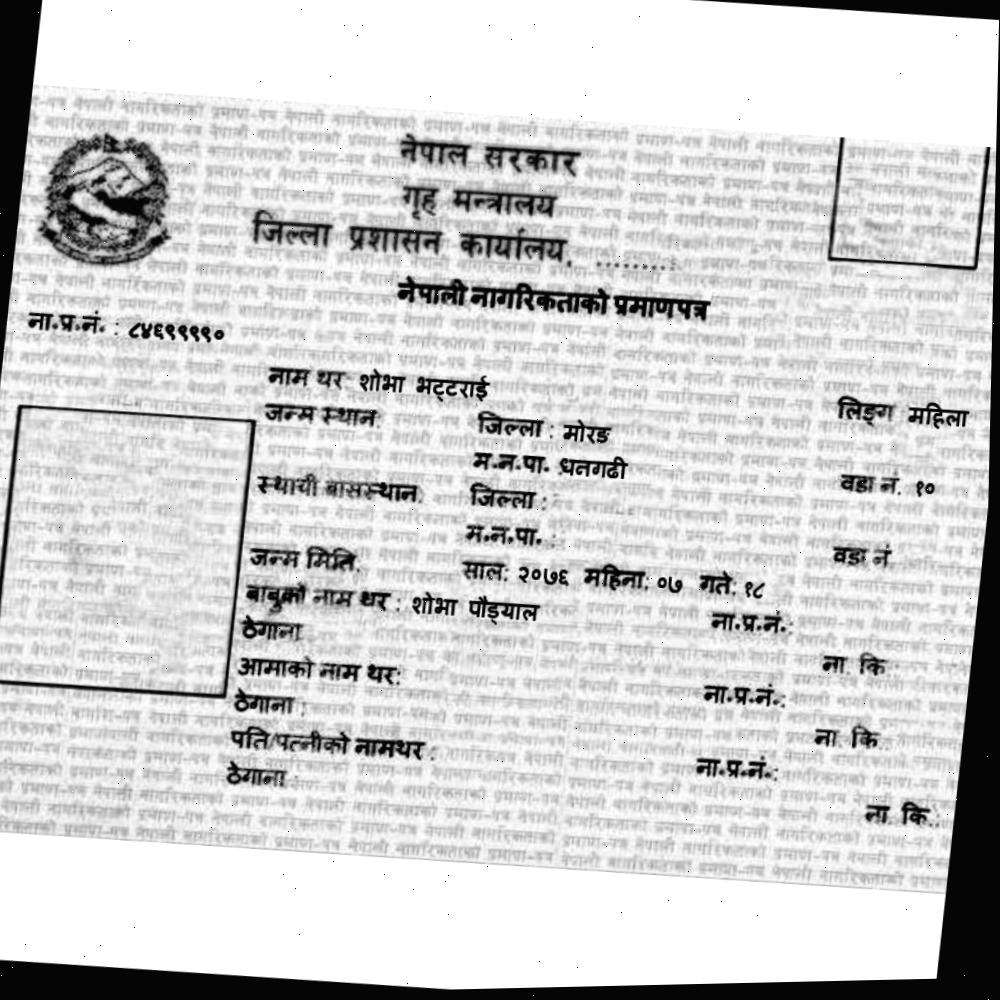 नेपाल सरकार
गृह मन्त्रालय
जिल्ला प्रशासन कार्यालय, .........
नेपाली नागरिकताको प्रमाणपत्र
ना.प्र.नं. : ८४६९९९९०
नाम थर: शोभा भट्टराई
लिङ्ग महिला
जन्म स्थान: जिल्ला : मोरङ
म.न.पा. :धनगढी वडा नं. १०
स्थायी बासस्थान: जिल्ला :
म.न.पा. : वडा नं
जन्म मिति: साल: २०७६ महिना: ०७ गते: १८
बाबुको नाम थर : शोभा पौड्याल ना.प्र.नं.:
ठेगाना : ना. कि :
आमाको नाम थर: ना.प्र.नं.:
ठेगाना : ना. कि :
पति/पत्नीको नामथर : ना.प्र.नं.:
ठेगाना : ना. कि.: